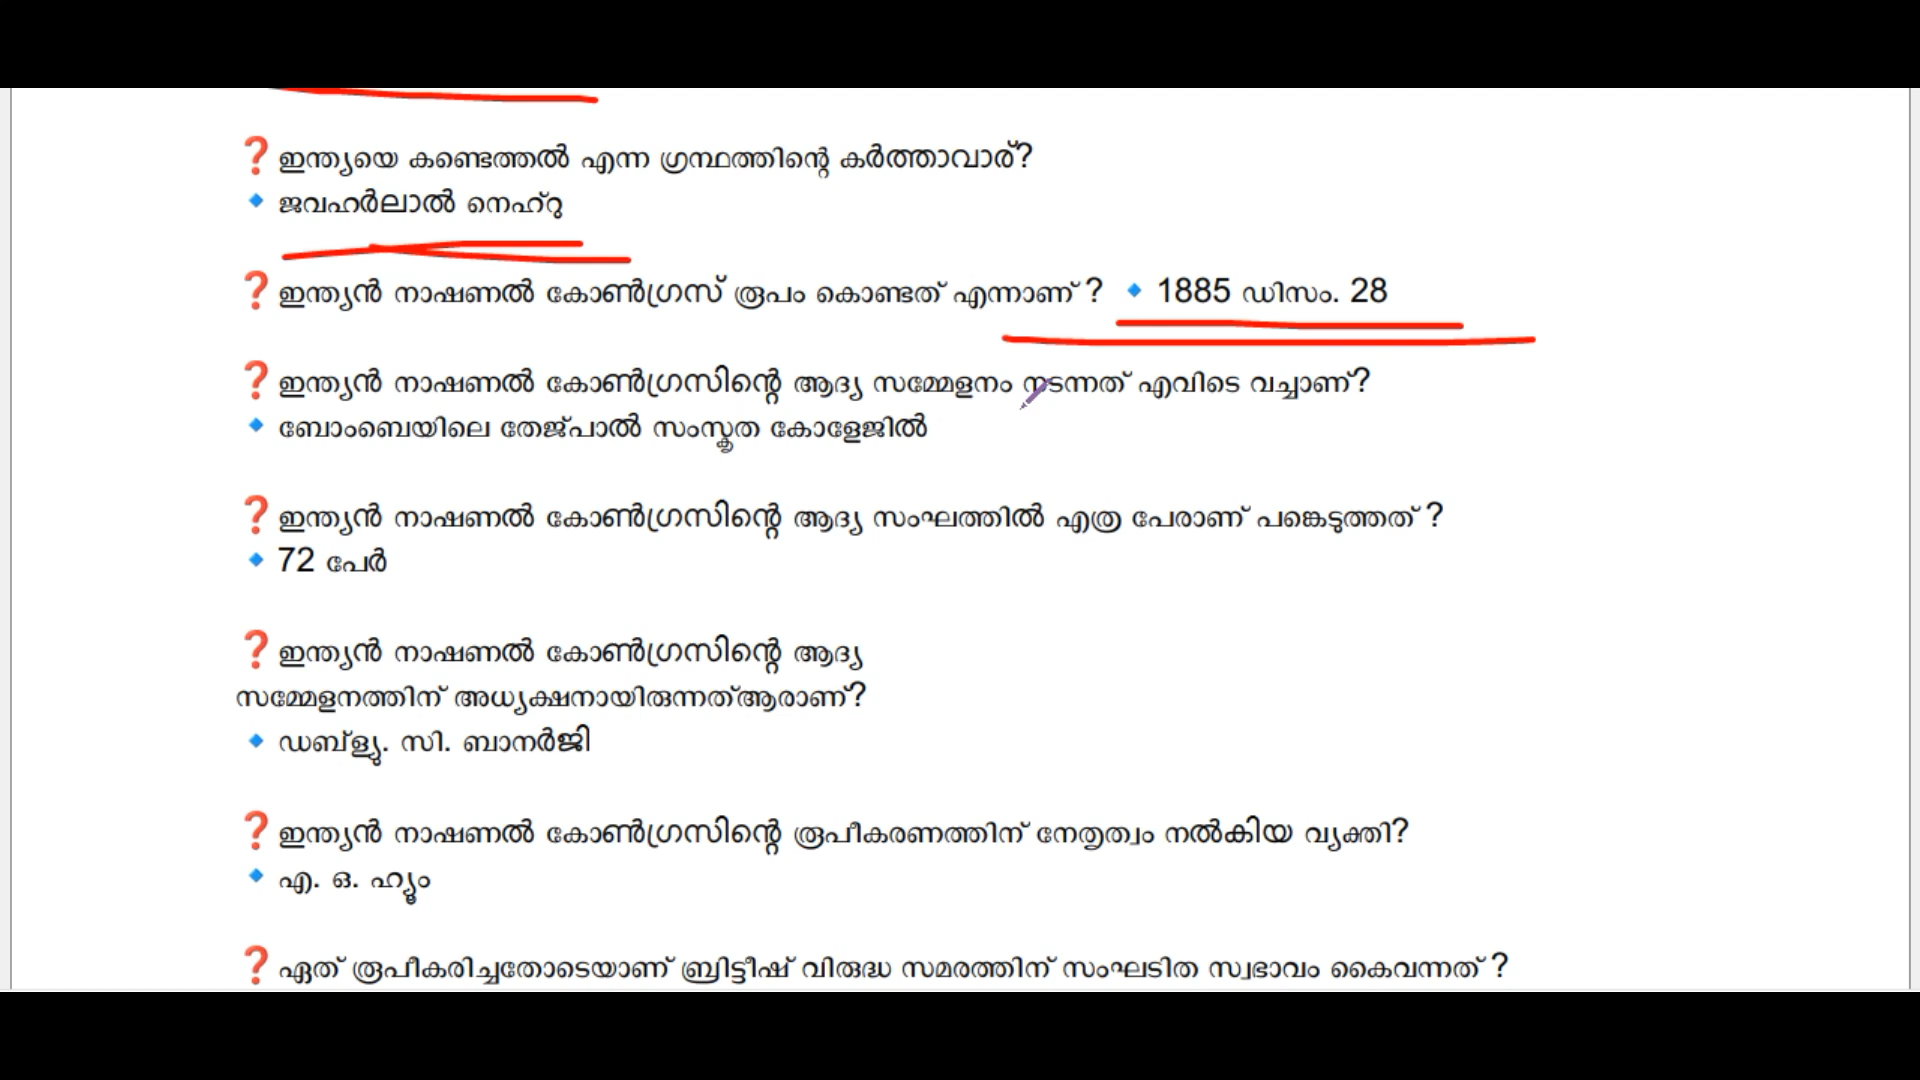 ❓ഇന്ത്യയെ കണ്ടെത്തൽ എന്ന ഗ്രന്ഥത്തിന്റെ കർത്താവാര്?
🔹ജവഹർലാൽ നെഹ്റു
❓ഇന്ത്യൻ നാഷണൽ കോൺഗ്രസ് രൂപം കൊണ്ടത് എന്നാണ് ? 🔹1885 ഡിസം. 28
❓ഇന്ത്യൻ നാഷണൽ കോൺഗ്രസിന്റെ ആദ്യ സമ്മേളനം നടന്നത് എവിടെ വച്ചാണ്?
🔹ബോംബെയിലെ തേജ്പാൽ സംസ്കൃത കോളേജിൽ
❓ഇന്ത്യൻ നാഷണൽ കോൺഗ്രസിന്റെ ആദ്യ സംഘത്തിൽ എത്ര പേരാണ് പങ്കെടുത്തത് ?
🔹72 പേർ
❓ഇന്ത്യൻ നാഷണൽ കോൺഗ്രസിന്റെ ആദ്യ
സമ്മേളനത്തിന് അധ്യക്ഷനായിരുന്നത്ആരാണ്?
🔹ഡബ്ള്യു. സി. ബാനർജി
❓ഇന്ത്യൻ നാഷണൽ കോൺഗ്രസിന്റെ രൂപീകരണത്തിന് നേതൃത്വം നൽകിയ വ്യക്തി?
🔹എ. ഒ. ഹ്യൂം
❓ഏത് രൂപീകരിച്ചതോടെയാണ് ബ്രിട്ടീഷ് വിരുദ്ധ സമരത്തിന് സംഘടിത സ്വഭാവം കൈവന്നത് ?